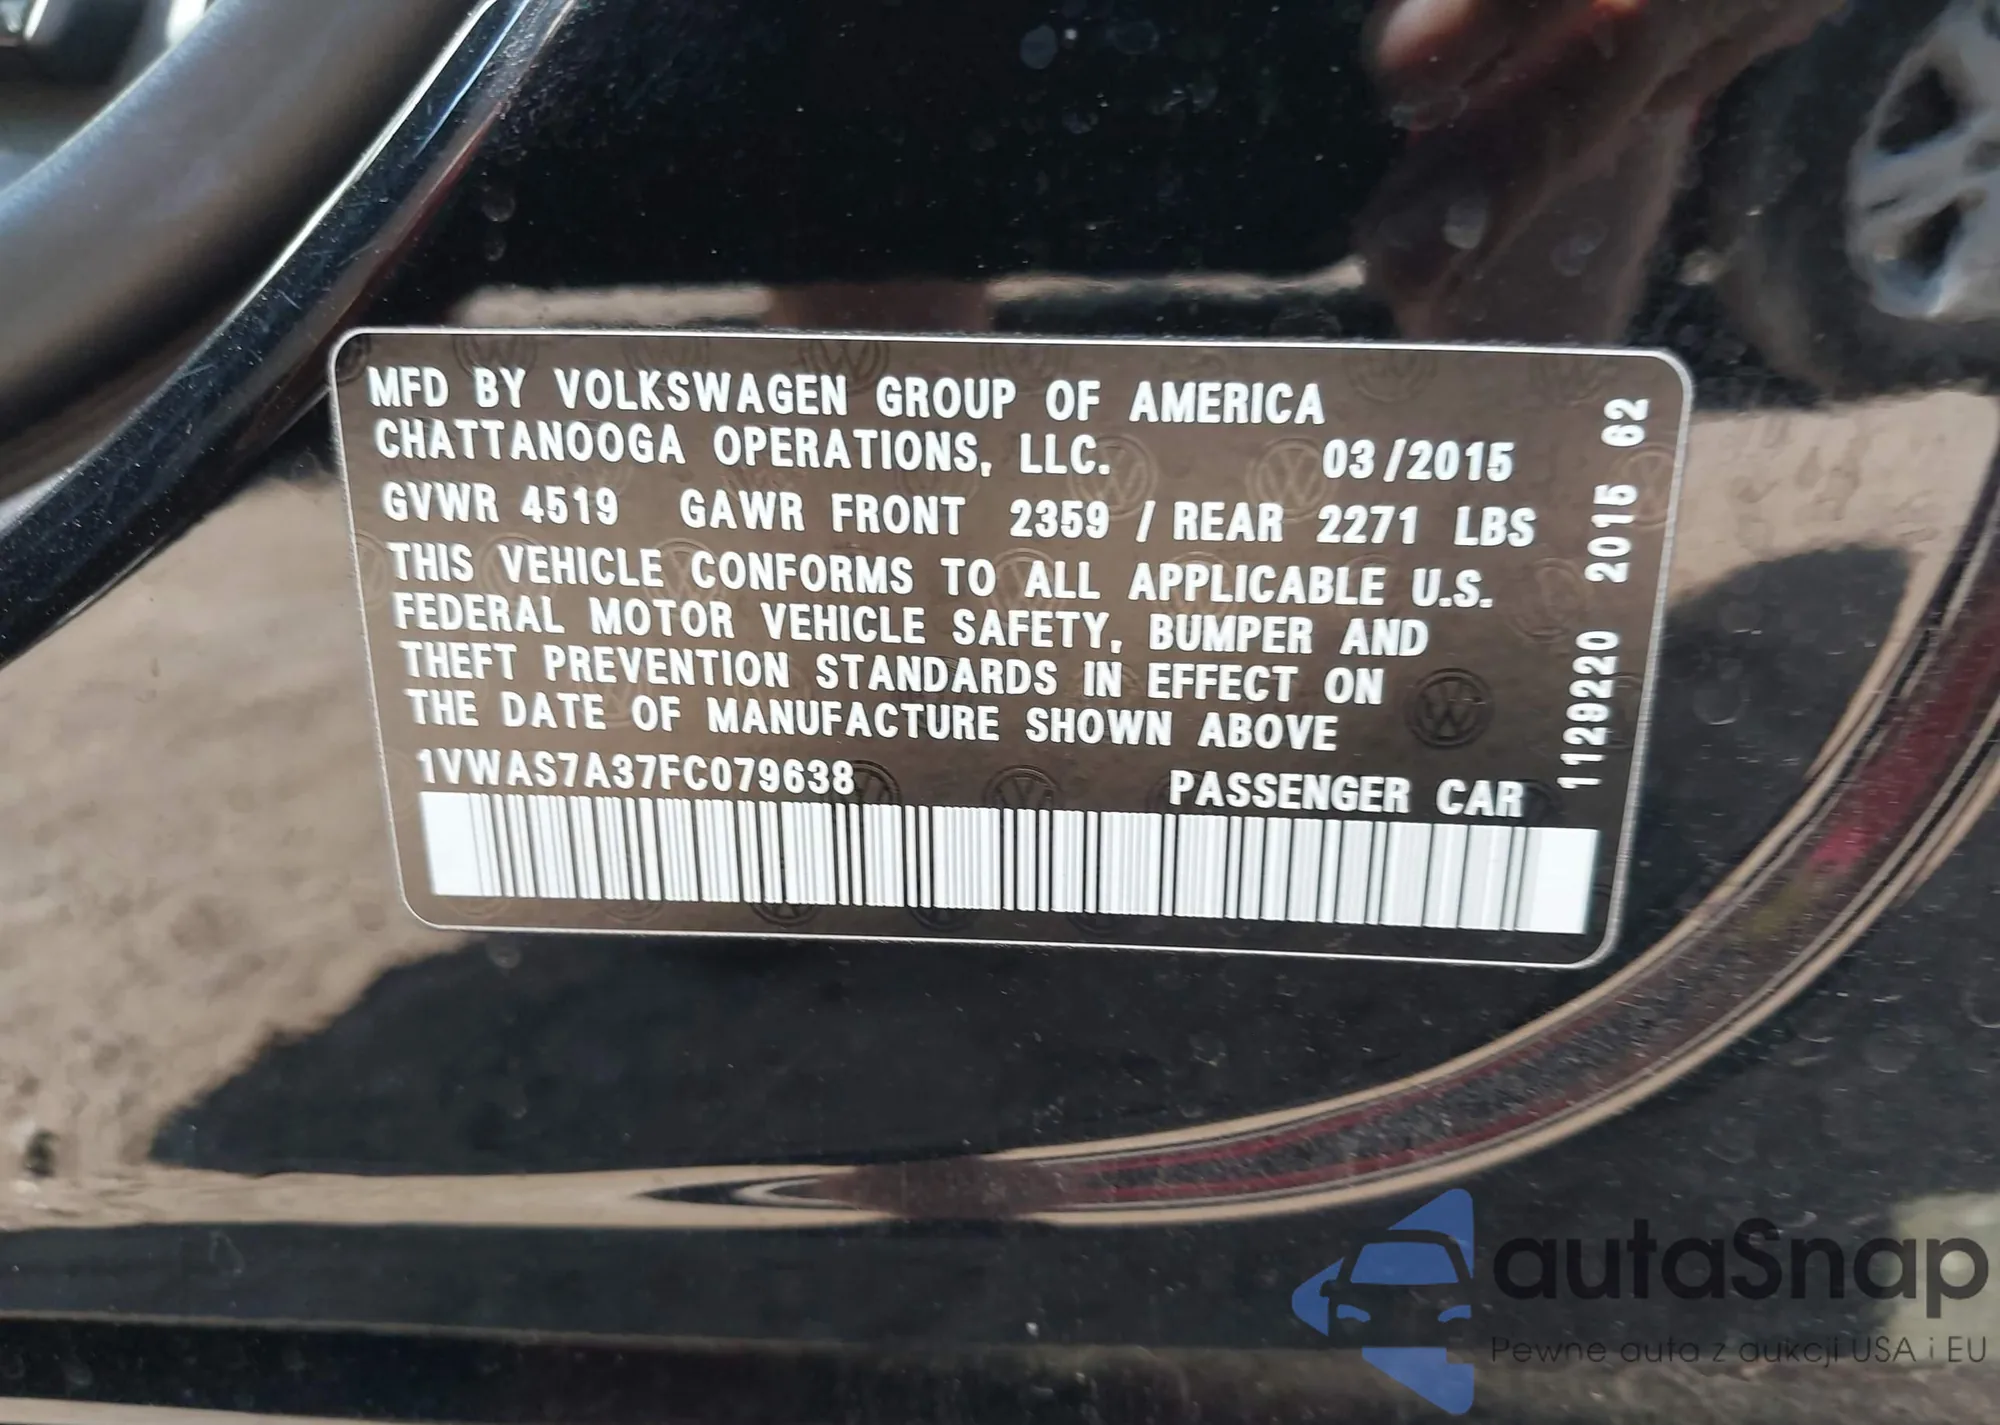 MFD BY VOLKSWAGEN GROUP OF AMERICA
CHATTANOOGA OPERATIONS, LLC. 03/2015
GVWR 4519 GAWR FRONT 2359 / REAR 2271 LBS
THIS VEHICLE CONFORMS TO ALL APPLICABLE U.S.
FEDERAL MOTOR VEHICLE SAFETY, BUMPER AND
THEFT PREVENTION STANDARDS IN EFFECT ON
THE DATE OF MANUFACTURE SHOWN ABOVE
1VWAS7A37FC079638 PASSENGER CAR
1129220 2015 62
autaSnap
Pewne auta z aukcji USA i EU